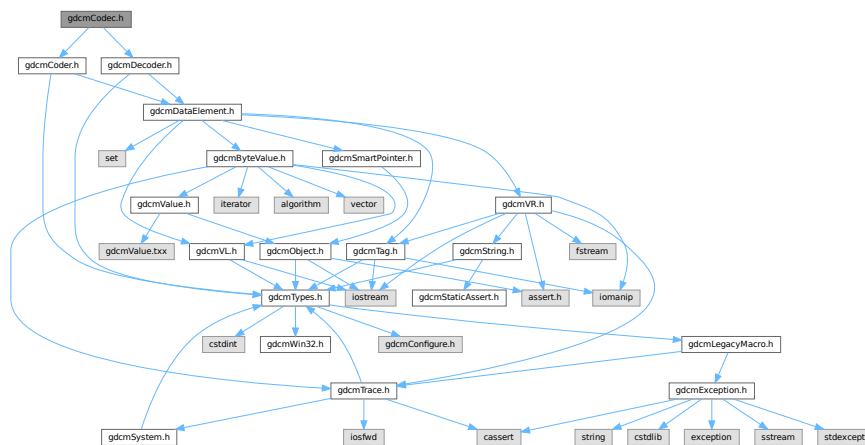 gdcmCodec.h
gdcmCoder.h
gdcmDecoder.h
gdcmDataElement.h
set
gdcmByteValue.h
gdcmSmartPointer.h
gdcmValue.h
iterator
algorithm
vector
gdcmVR.h
gdcmValue.txx
gdcmVL.h
gdcmObject.h
gdcmTag.h
gdcmString.h
fstream
gdcmTypes.h
iostream
gdcmStaticAssert.h
assert.h
iomanip
cstdint
gdcmWin32.h
gdcmConfigure.h
gdcmLegacyMacro.h
gdcmTrace.h
gdcmException.h
gdcmSystem.h
iosfwd
cassert
string
cstdlib
exception
sstream
stdexcept